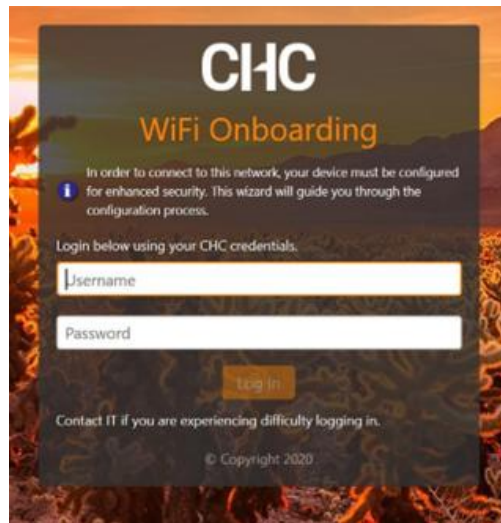 CHC
WiFi Onboarding
In order to connect to this network, your device must be configured
for enhanced security. This wizard will guide you through the
configuration process.
Login below using your CHC credentials.
Username
Password
Log In
Contact IT if you are experiencing difficulty logging in.
© Copyright 2020